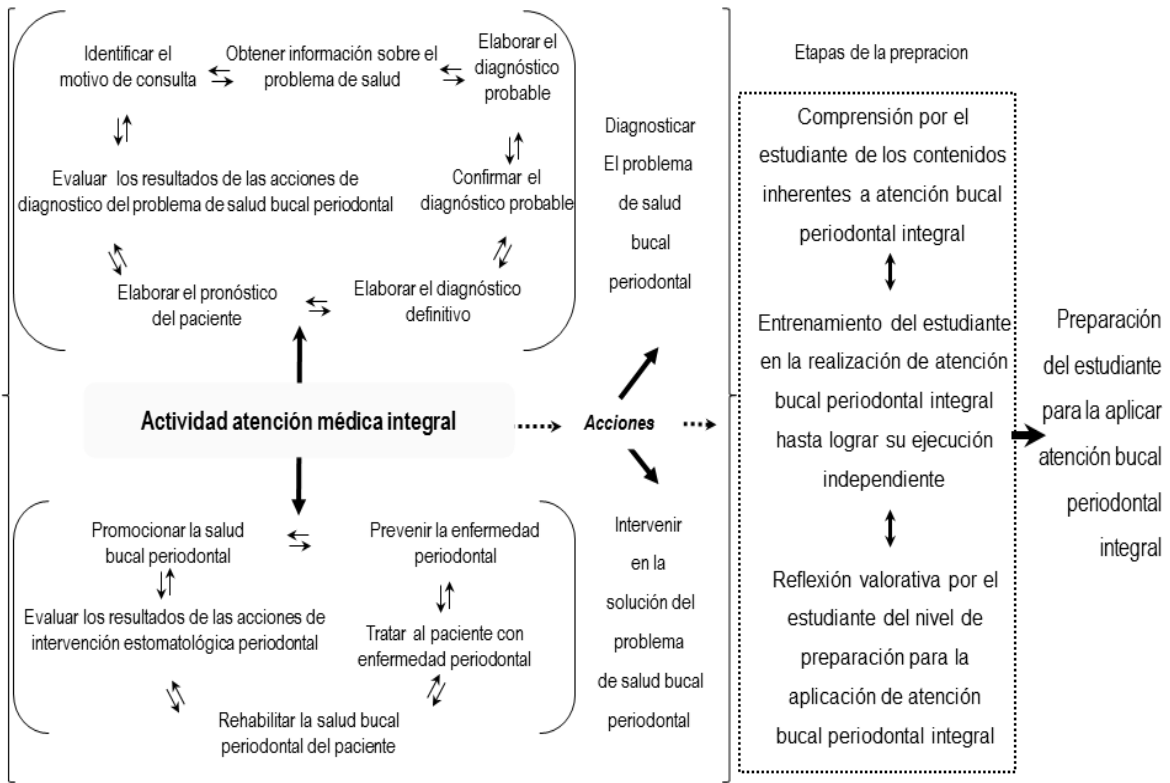 Identificar el
motivo de consulta
Obtener información sobre el
problema de salud
Elaborar el
diagnóstico
probable
Evaluar los resultados de las acciones de
diagnostico del problema de salud bucal periodontal
Confirmar el
diagnóstico probable
Elaborar el pronóstico
del paciente
Elaborar el diagnóstico
definitivo
Diagnosticar
El problema
de salud
bucal
periodontal
Actividad atención médica integral
Acciones
Promocionar la salud
bucal periodontal
Prevenir la enfermedad
periodontal
Evaluar los resultados de las acciones de
intervención estomatológica periodontal
Tratar al paciente con
enfermedad periodontal
Rehabilitar la salud bucal
periodontal del paciente
Intervenir
en la
solución del
problema
de salud bucal
periodontal
Etapas de la prepracion
Comprensión por el
estudiante de los contenidos
inherentes a atención bucal
periodontal integral
Entrenamiento del estudiante
en la realización de atención
bucal periodontal integral
hasta lograr su ejecución
independiente
Reflexión valorativa por el
estudiante del nivel de
preparación para la
aplicación de atención
bucal periodontal integral
Preparación
del estudiante
para la aplicar
atención bucal
periodontal
integral